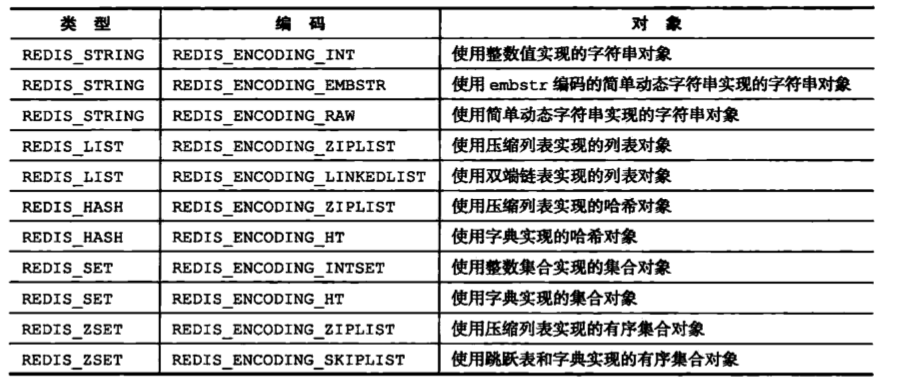 类 型 编 码 对 象
REDIS_STRING REDIS_ENCODING_INT 使用整数值实现的字符串对象
REDIS_STRING REDIS_ENCODING_EMBSTR 使用 embstr 编码的简单动态字符串实现的字符串对象
REDIS_STRING REDIS_ENCODING_RAW 使用简单动态字符串实现的字符串对象
REDIS_LIST REDIS_ENCODING_ZIPLIST 使用压缩列表实现的列表对象
REDIS_LIST REDIS_ENCODING_LINKEDLIST 使用双端链表实现的列表对象
REDIS_HASH REDIS_ENCODING_ZIPLIST 使用压缩列表实现的哈希对象
REDIS_HASH REDIS_ENCODING_HT 使用字典实现的哈希对象
REDIS_SET REDIS_ENCODING_INTSET 使用整数集合实现的集合对象
REDIS_SET REDIS_ENCODING_HT 使用字典实现的集合对象
REDIS_ZSET REDIS_ENCODING_ZIPLIST 使用压缩列表实现的有序集合对象
REDIS_ZSET REDIS_ENCODING_SKIPLIST 使用跳跃表和字典实现的有序集合对象